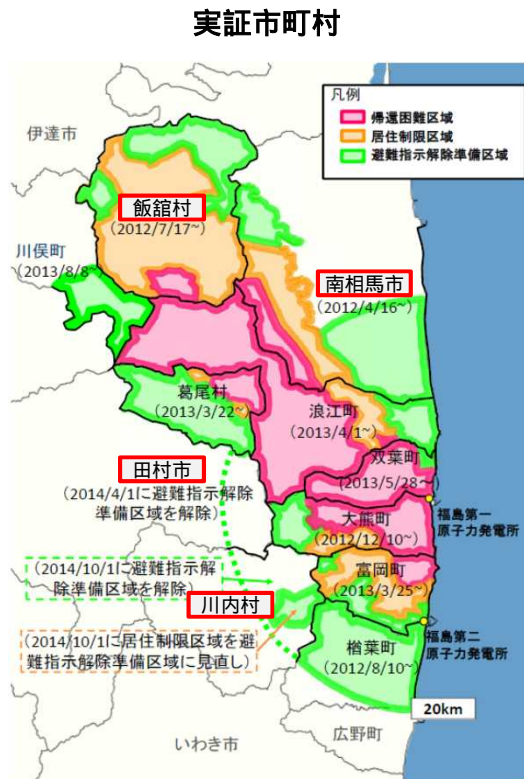 実証市町村
凡例
帰還困難区域
居住制限区域
避難指示解除準備区域
伊達市
飯舘村
(2012/7/17~)
川俣町
(2013/8/8~)
南相馬市
(2012/4/16~)
葛尾村
(2013/3/22~)
浪江町
(2013/4/1~)
田村市
(2014/4/1に避難指示解除
準備区域を解除)
双葉町
(2013/5/28~)
福島第一
原子力発電所
大熊町
(2012/12/10~)
(2014/10/1に避難指示解
除準備区域を解除)
富岡町
(2013/3/25~)
川内村
(2014/10/1に居住制限区域を避
難指示解除準備区域に見直し)
福島第二
原子力発電所
楢葉町
(2012/8/10~)
20km
広野町
いわき市